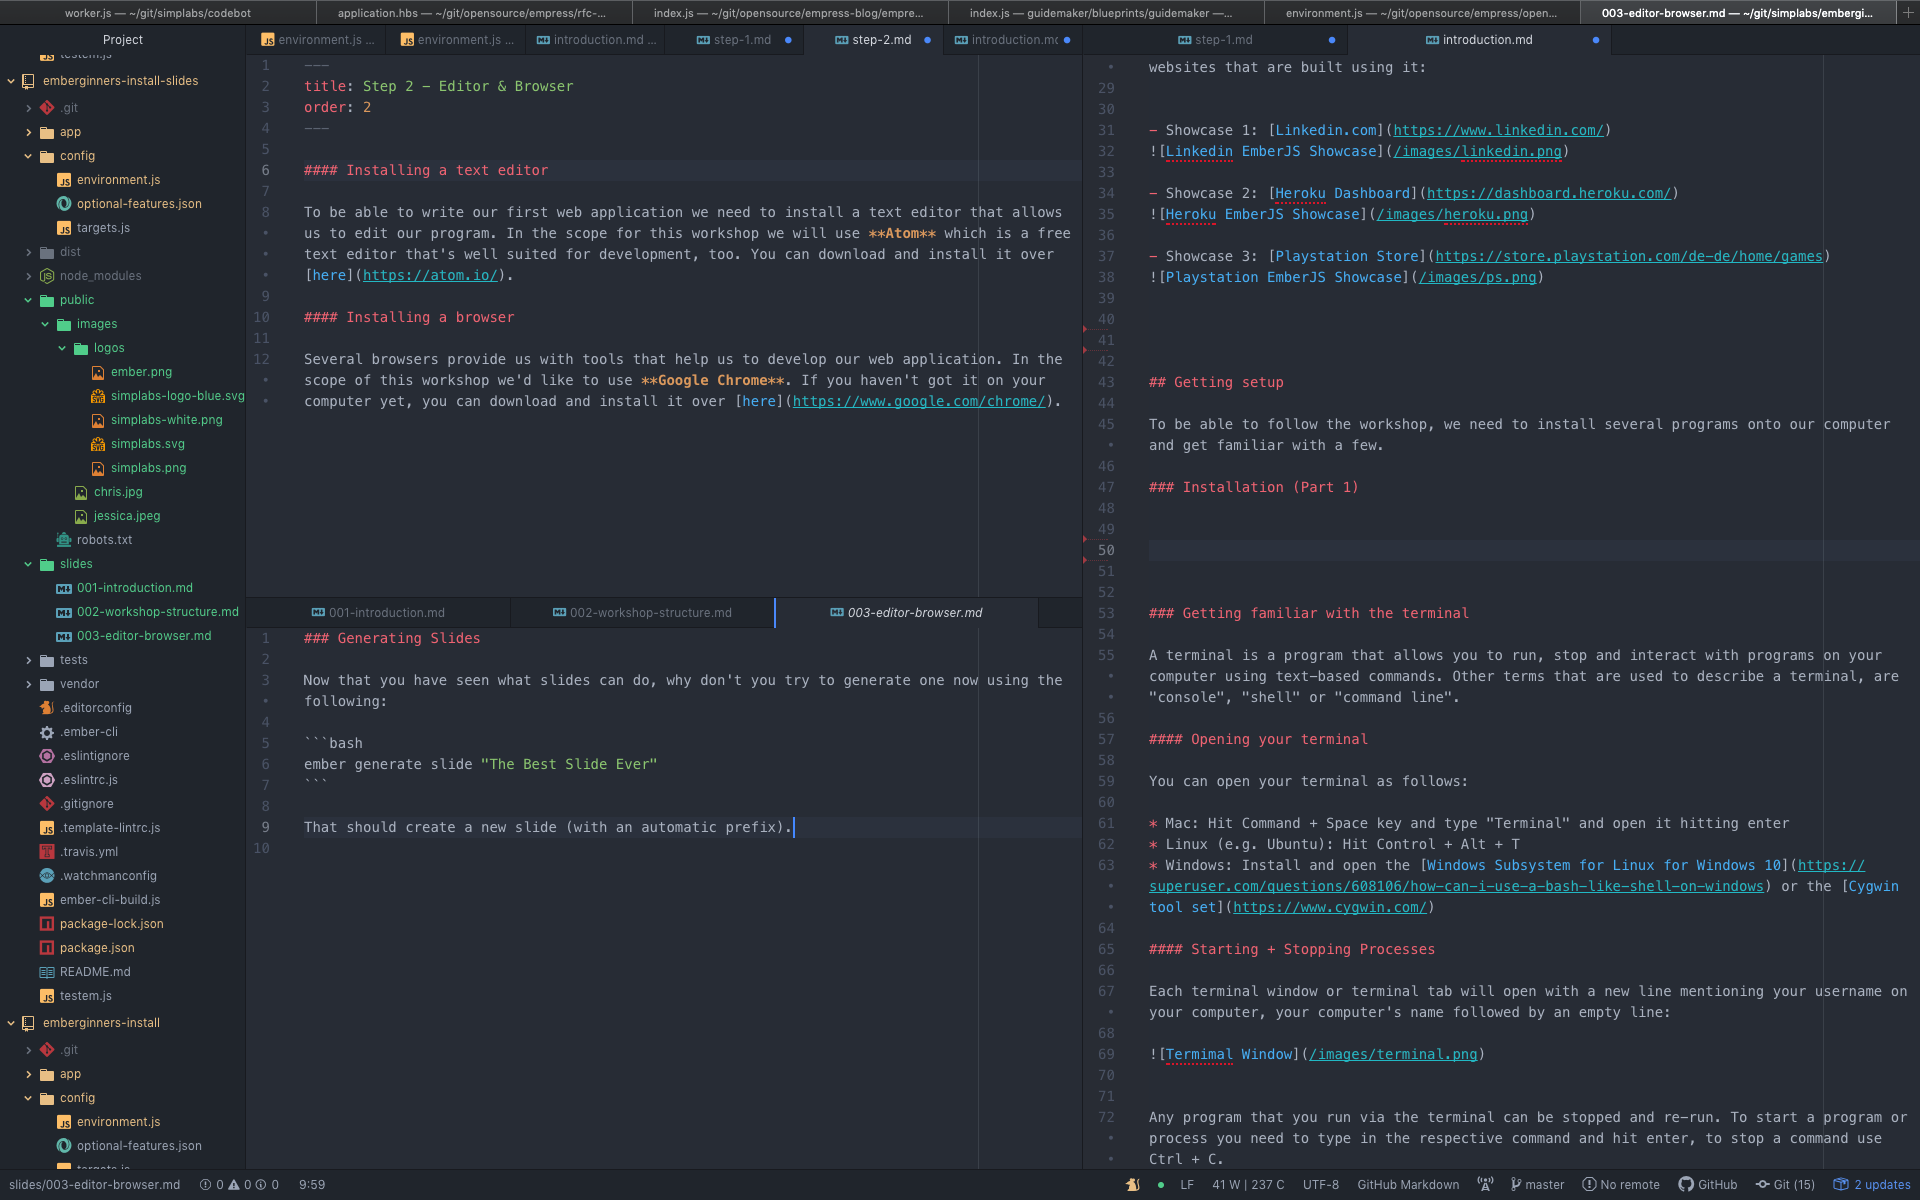 worker.js — ~/git/simplabs/codebot
application.hbs — ~/git/opensource/empress/rfc-...
index.js — ~/git/opensource/empress-blog/empre...
index.js — guidemaker/blueprints/guidemaker —...
environment.js — ~/git/opensource/empress/open...
003-editor-browser.md — ~/git/simplabs/embergi...
Project
testem.js
emberginners-install-slides
.git
app
config
environment.js
optional-features.json
targets.js
dist
node_modules
public
images
logos
ember.png
simplabs-logo-blue.svg
simplabs-white.png
simplabs.svg
simplabs.png
chris.jpg
jessica.jpeg
robots.txt
slides
001-introduction.md
002-workshop-structure.md
003-editor-browser.md
tests
vendor
.editorconfig
.ember-cli
.eslintignore
.eslintrc.js
.gitignore
.template-lintrc.js
.travis.yml
.watchmanconfig
ember-cli-build.js
package-lock.json
package.json
README.md
testem.js
emberginners-install
.git
app
config
environment.js
optional-features.json
targets.js
environment.js ...
environment.js ...
introduction.md ...
step-1.md
step-2.md
introduction.mc
1 ---
2 title: Step 2 - Editor & Browser
3 order: 2
4 ---
5
6 #### Installing a text editor
7
8 To be able to write our first web application we need to install a text editor that allows
us to edit our program. In the scope for this workshop we will use **Atom** which is a free
text editor that's well suited for development, too. You can download and install it over
[here](https://atom.io/).
9
10 #### Installing a browser
11
12 Several browsers provide us with tools that help us to develop our web application. In the
scope of this workshop we'd like to use **Google Chrome**. If you haven't got it on your
computer yet, you can download and install it over [here](https://www.google.com/chrome/).
001-introduction.md
002-workshop-structure.md
003-editor-browser.md
1 ### Generating Slides
2
3 Now that you have seen what slides can do, why don't you try to generate one now using the
following:
4
5 ```bash
6 ember generate slide "The Best Slide Ever"
7 ```
8
9 That should create a new slide (with an automatic prefix).
10
step-1.md
introduction.md
websites that are built using it:
29
30
31 - Showcase 1: [Linkedin.com](https://www.linkedin.com/)
32 ![Linkedin EmberJS Showcase](/images/linkedin.png)
33
34 - Showcase 2: [Heroku Dashboard](https://dashboard.heroku.com/)
35 ![Heroku EmberJS Showcase](/images/heroku.png)
36
37 - Showcase 3: [Playstation Store](https://store.playstation.com/de-de/home/games)
38 ![Playstation EmberJS Showcase](/images/ps.png)
39
40
41
42
43 ## Getting setup
44
45 To be able to follow the workshop, we need to install several programs onto our computer
and get familiar with a few.
46
47 ### Installation (Part 1)
48
49
50
51
52
53 ### Getting familiar with the terminal
54
55 A terminal is a program that allows you to run, stop and interact with programs on your
computer using text-based commands. Other terms that are used to describe a terminal, are
"console", "shell" or "command line".
56
57 #### Opening your terminal
58
59 You can open your terminal as follows:
60
61 * Mac: Hit Command + Space key and type "Terminal" and open it hitting enter
62 * Linux (e.g. Ubuntu): Hit Control + Alt + T
63 * Windows: Install and open the [Windows Subsystem for Linux for Windows 10](https://
superuser.com/questions/608106/how-can-i-use-a-bash-like-shell-on-windows) or the [Cygwin
tool set](https://www.cygwin.com/)
64
65 #### Starting + Stopping Processes
66
67 Each terminal window or terminal tab will open with a new line mentioning your username on
your computer, your computer's name followed by an empty line:
68
69 ![Termimal Window](/images/terminal.png)
70
71
72 Any program that you run via the terminal can be stopped and re-run. To start a program or
process you need to type in the respective command and hit enter, to stop a command use
Ctrl + C.
slides/003-editor-browser.md 0 0 0 9:59
LF 41 W | 237 C UTF-8 GitHub Markdown master No remote GitHub Git (15) 2 updates